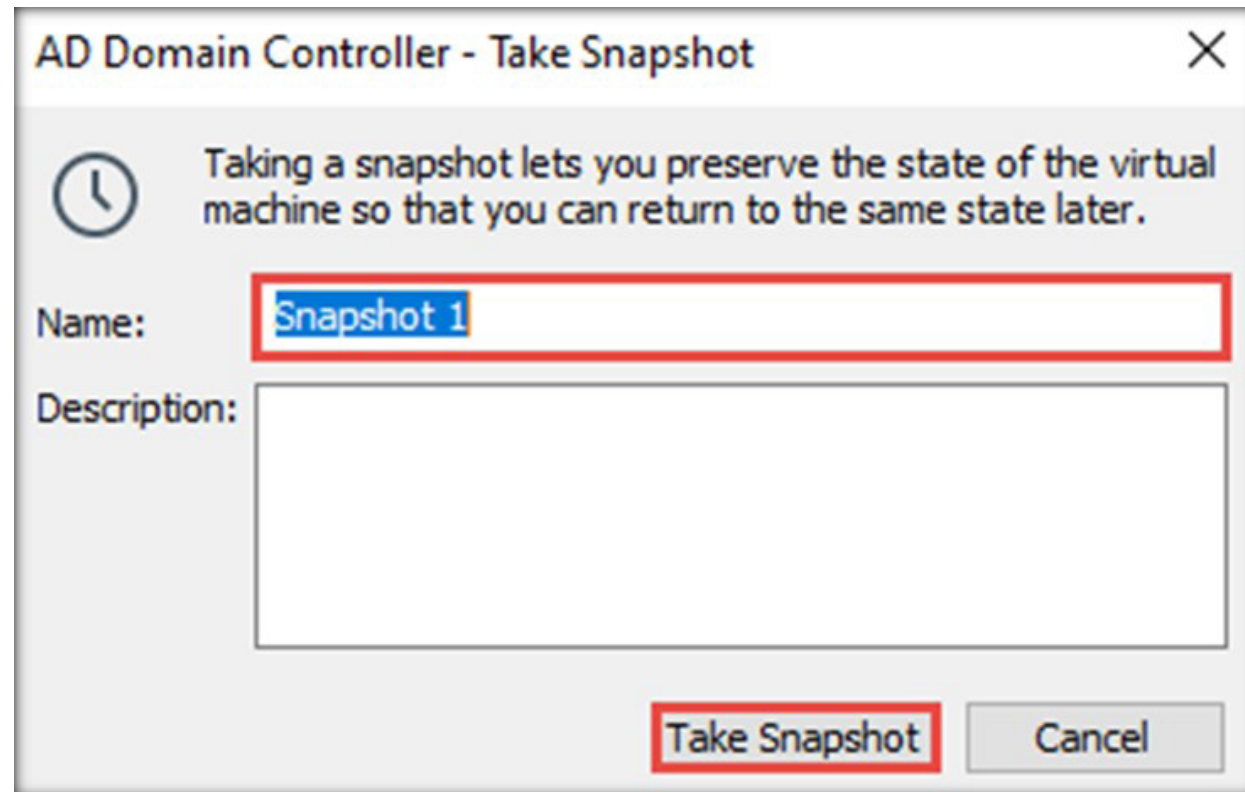 AD Domain Controller - Take Snapshot
Taking a snapshot lets you preserve the state of the virtual
machine so that you can return to the same state later.
Name:
Snapshot 1
Description:
Take Snapshot
Cancel